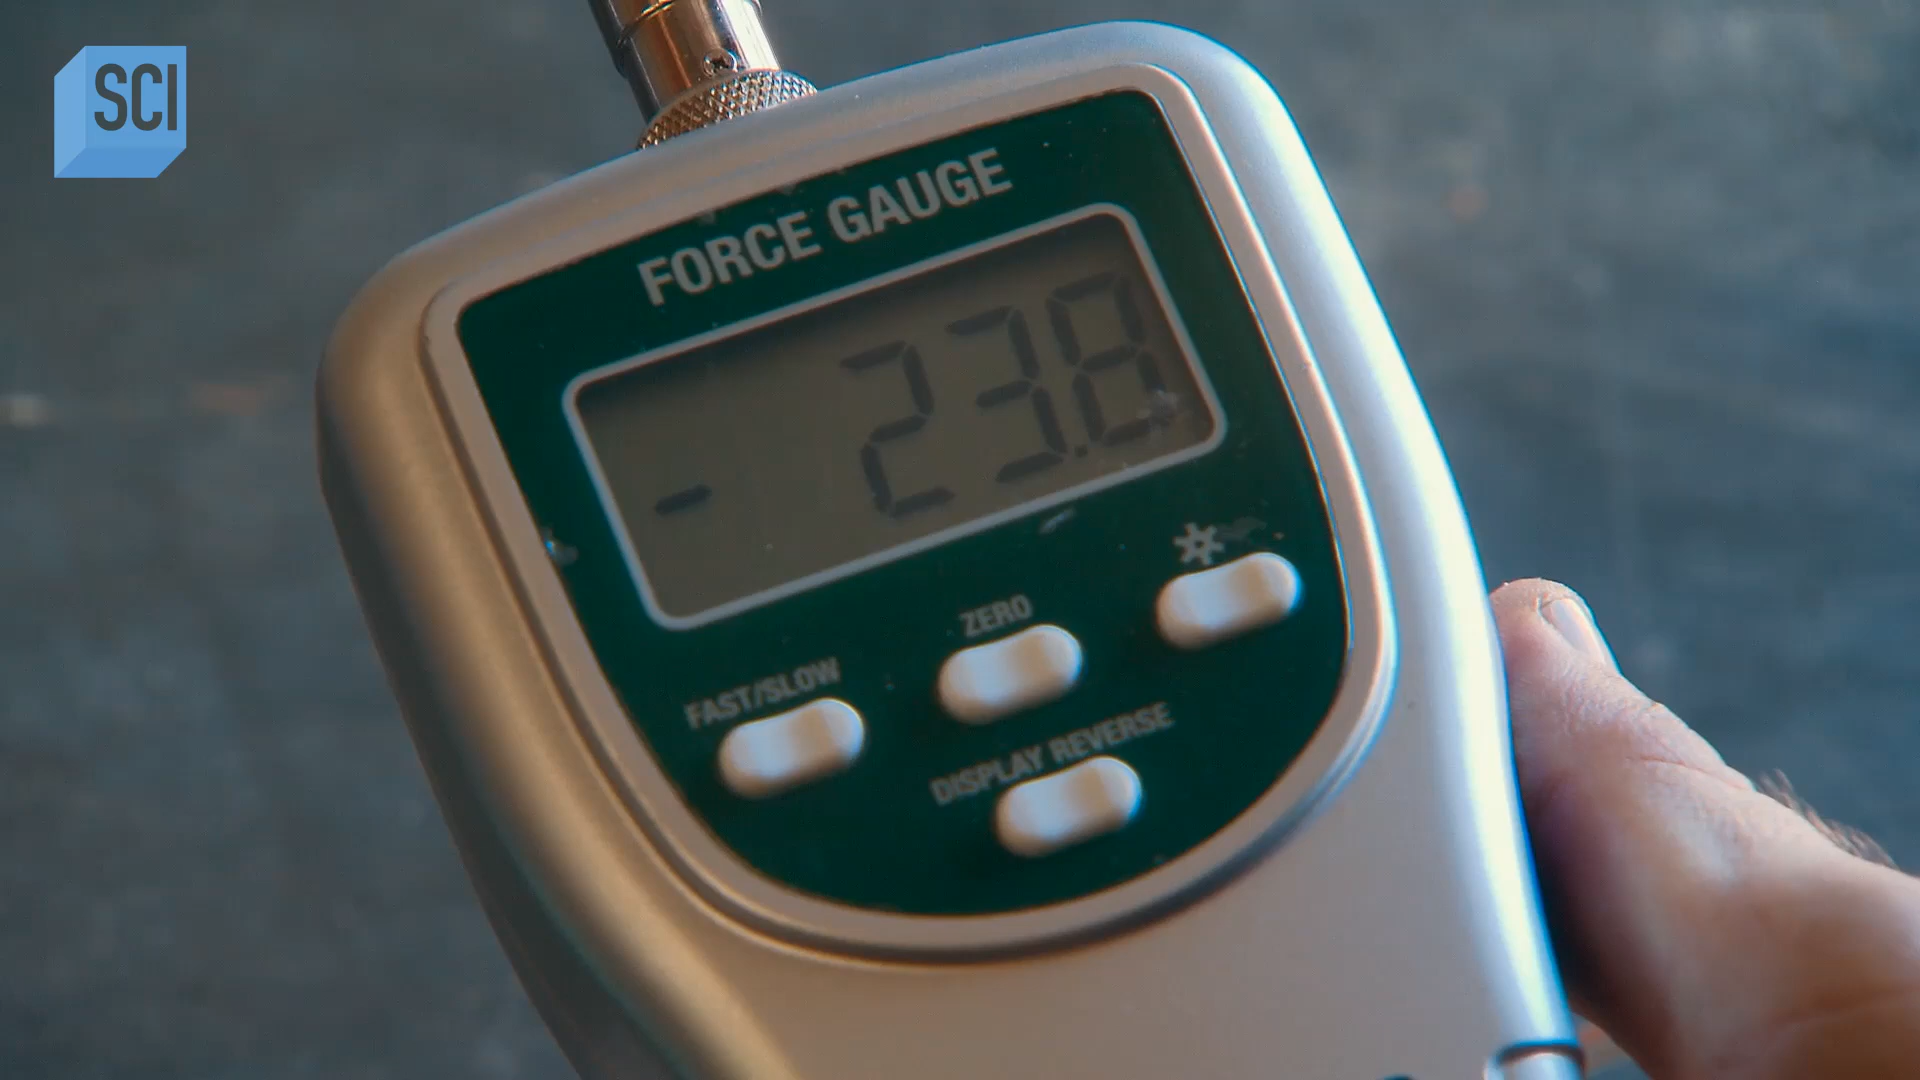 SCI
FORCE GAUGE
- 23.8
ZERO
FAST/SLOW
DISPLAY REVERSE